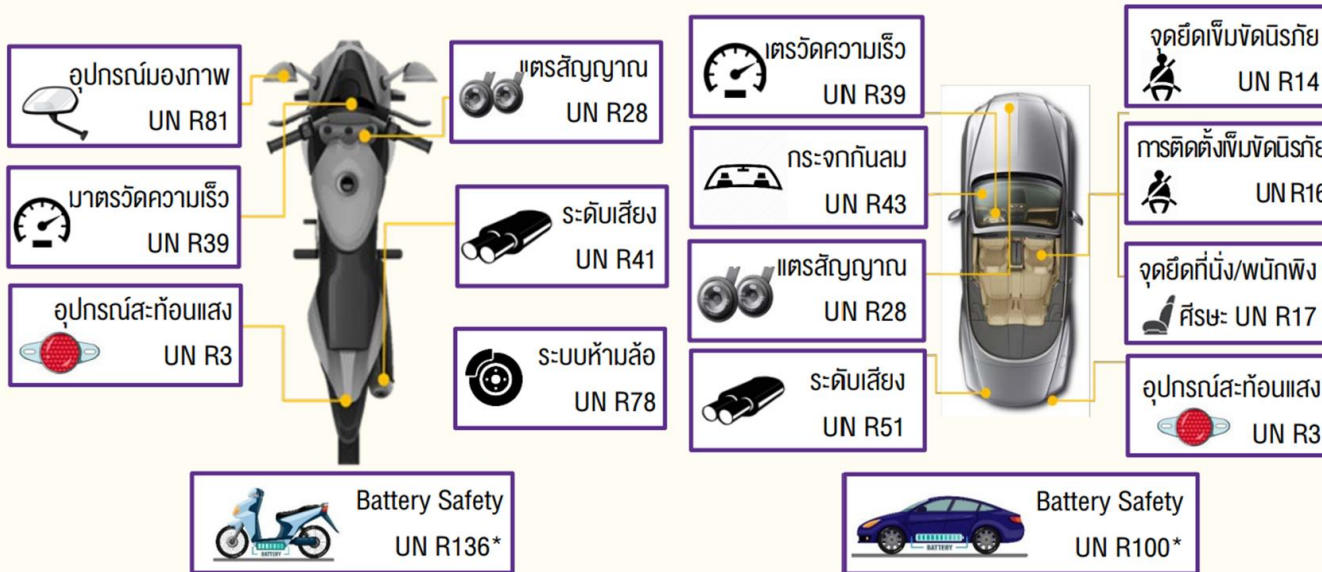 อุปกรณ์มองภาพ
UN R81
มาตรวัดความเร็ว
UN R39
อุปกรณ์สะท้อนแสง
UN R3
แตรสัญญาณ
UN R28
ระดับเสียง
UN R41
ระบบห้ามล้อ
UN R78
BATTERY
Battery Safety
UN R136*
าตรวัดความเร็ว
UN R39
กระจกกันลม
UN R43
แตรสัญญาณ
UN R28
ระดับเสียง
UN R51
จุดยึดเข็มขัดนิรภัย
UN R14
การติดตั้งเข็มขัดนิรภัย
UN R16
จุดยึดที่นั่ง/พนักพิง
ศีรษะ UN R17
อุปกรณ์สะท้อนแสง
UN R3
BATTERY
Battery Safety
UN R100*